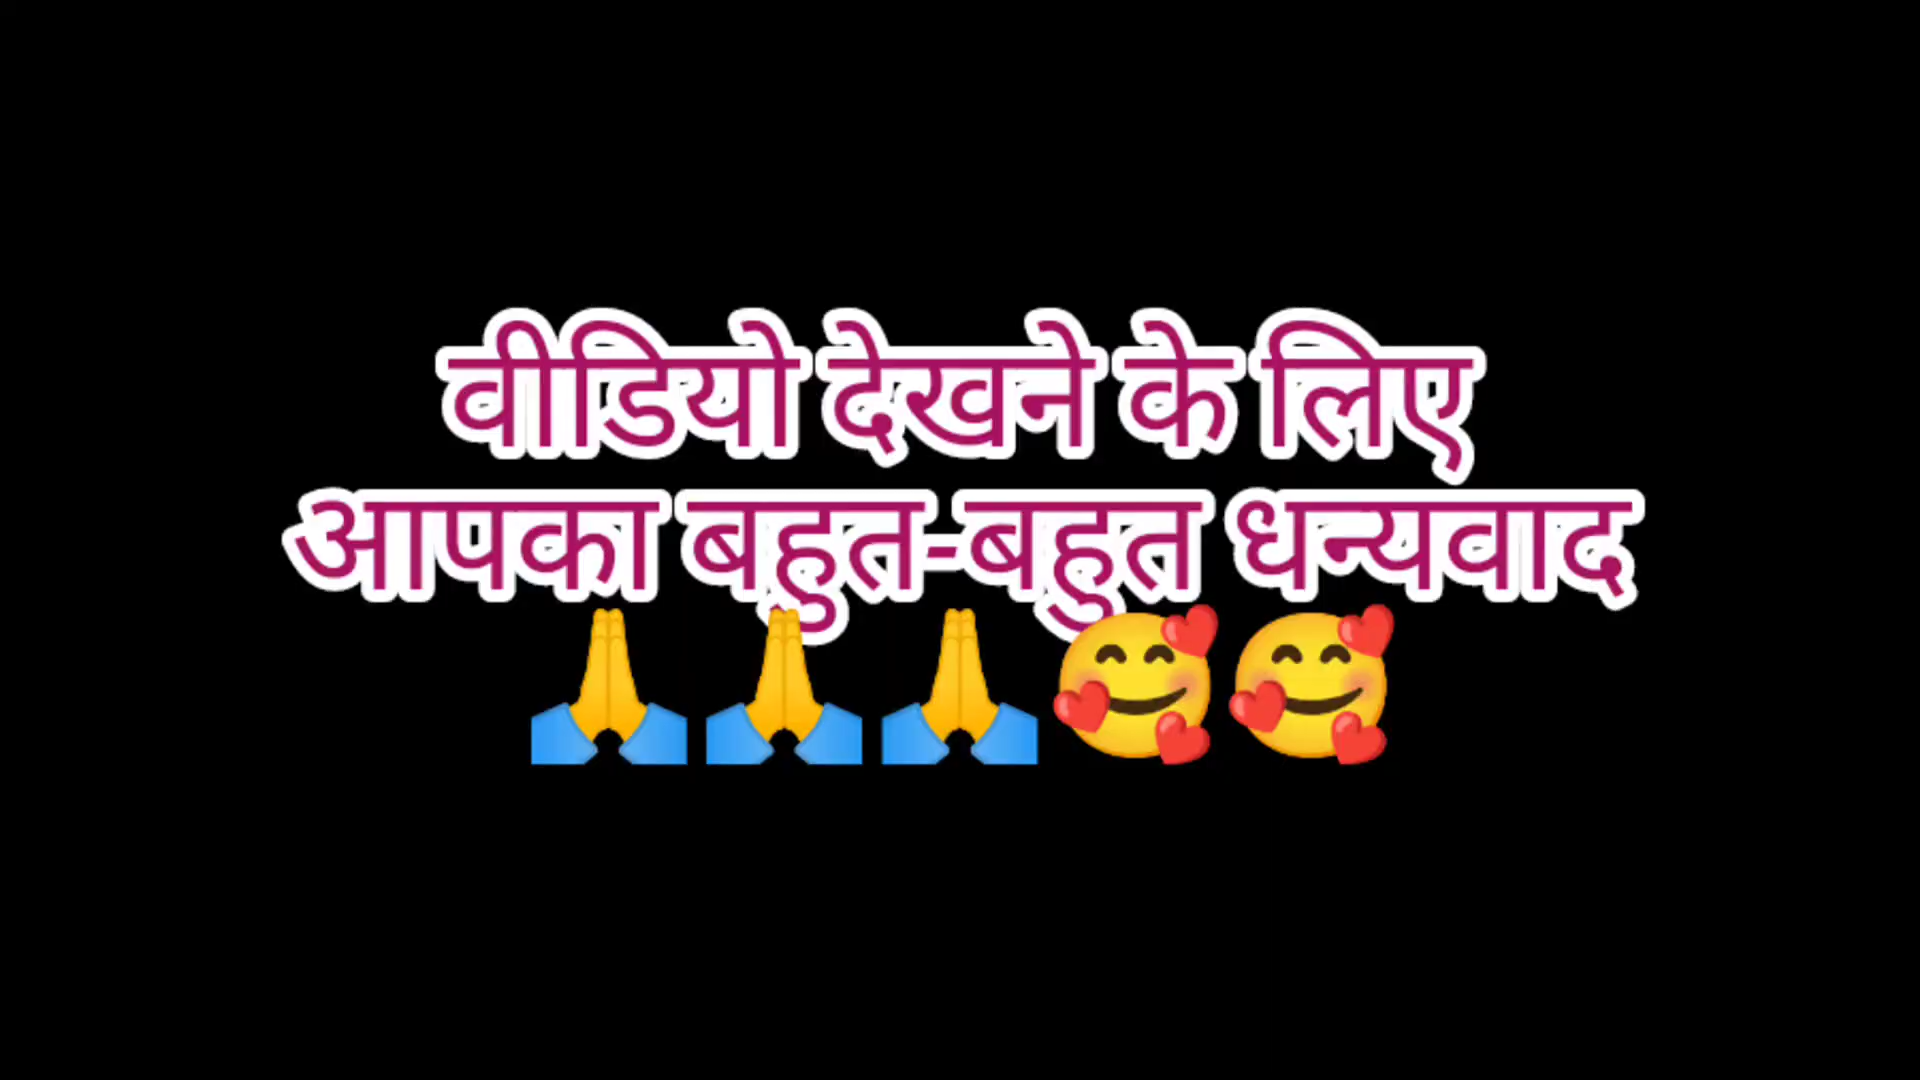 वीडियो देखने के लिए
आपका बहुत-बहुत धन्यवाद
🙏🙏🙏🥰🥰